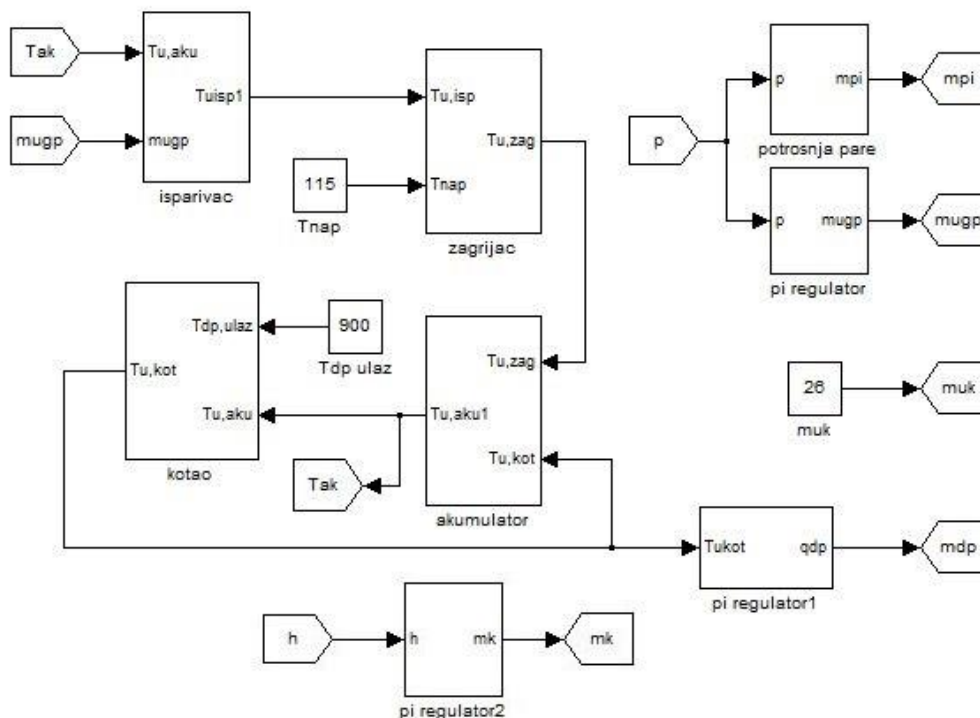 Tak
Tu,aku
Tuisp1
mugp
mugp
isparivac
Tu,isp
Tu,zag
Tnap
115
Tnap
zagrijac
p
p
mpi
potrosnja pare
mpi
p
mugp
pi regulator
mugp
Tdp,ulaz
Tu,kot
Tu,aku
kotao
900
Tdp ulaz
Tu,zag
Tu,aku1
Tu,kot
akumulator
Tak
26
muk
muk
Tukot
qdp
pi regulator1
mdp
h
h
mk
pi regulator2
mk